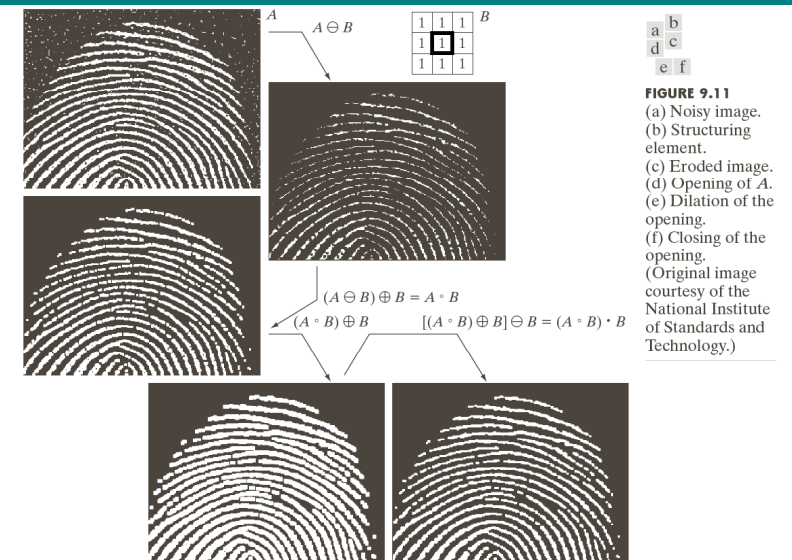 A
A ⊖ B
1 1 1 B
1 1 1
1 1 1
(A ⊖ B) ⊕ B = A ∘ B
(A ∘ B) ⊕ B
[(A ∘ B) ⊕ B] ⊖ B = (A ∘ B) • B
a b
d c
e f
FIGURE 9.11
(a) Noisy image.
(b) Structuring
element.
(c) Eroded image.
(d) Opening of A.
(e) Dilation of the
opening.
(f) Closing of the
opening.
(Original image
courtesy of the
National Institute
of Standards and
Technology.)